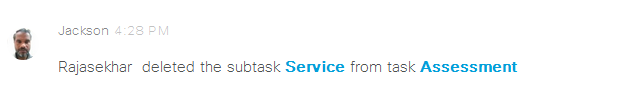 Jackson 4:28 PM
Rajasekhar deleted the subtask Service from task Assessment